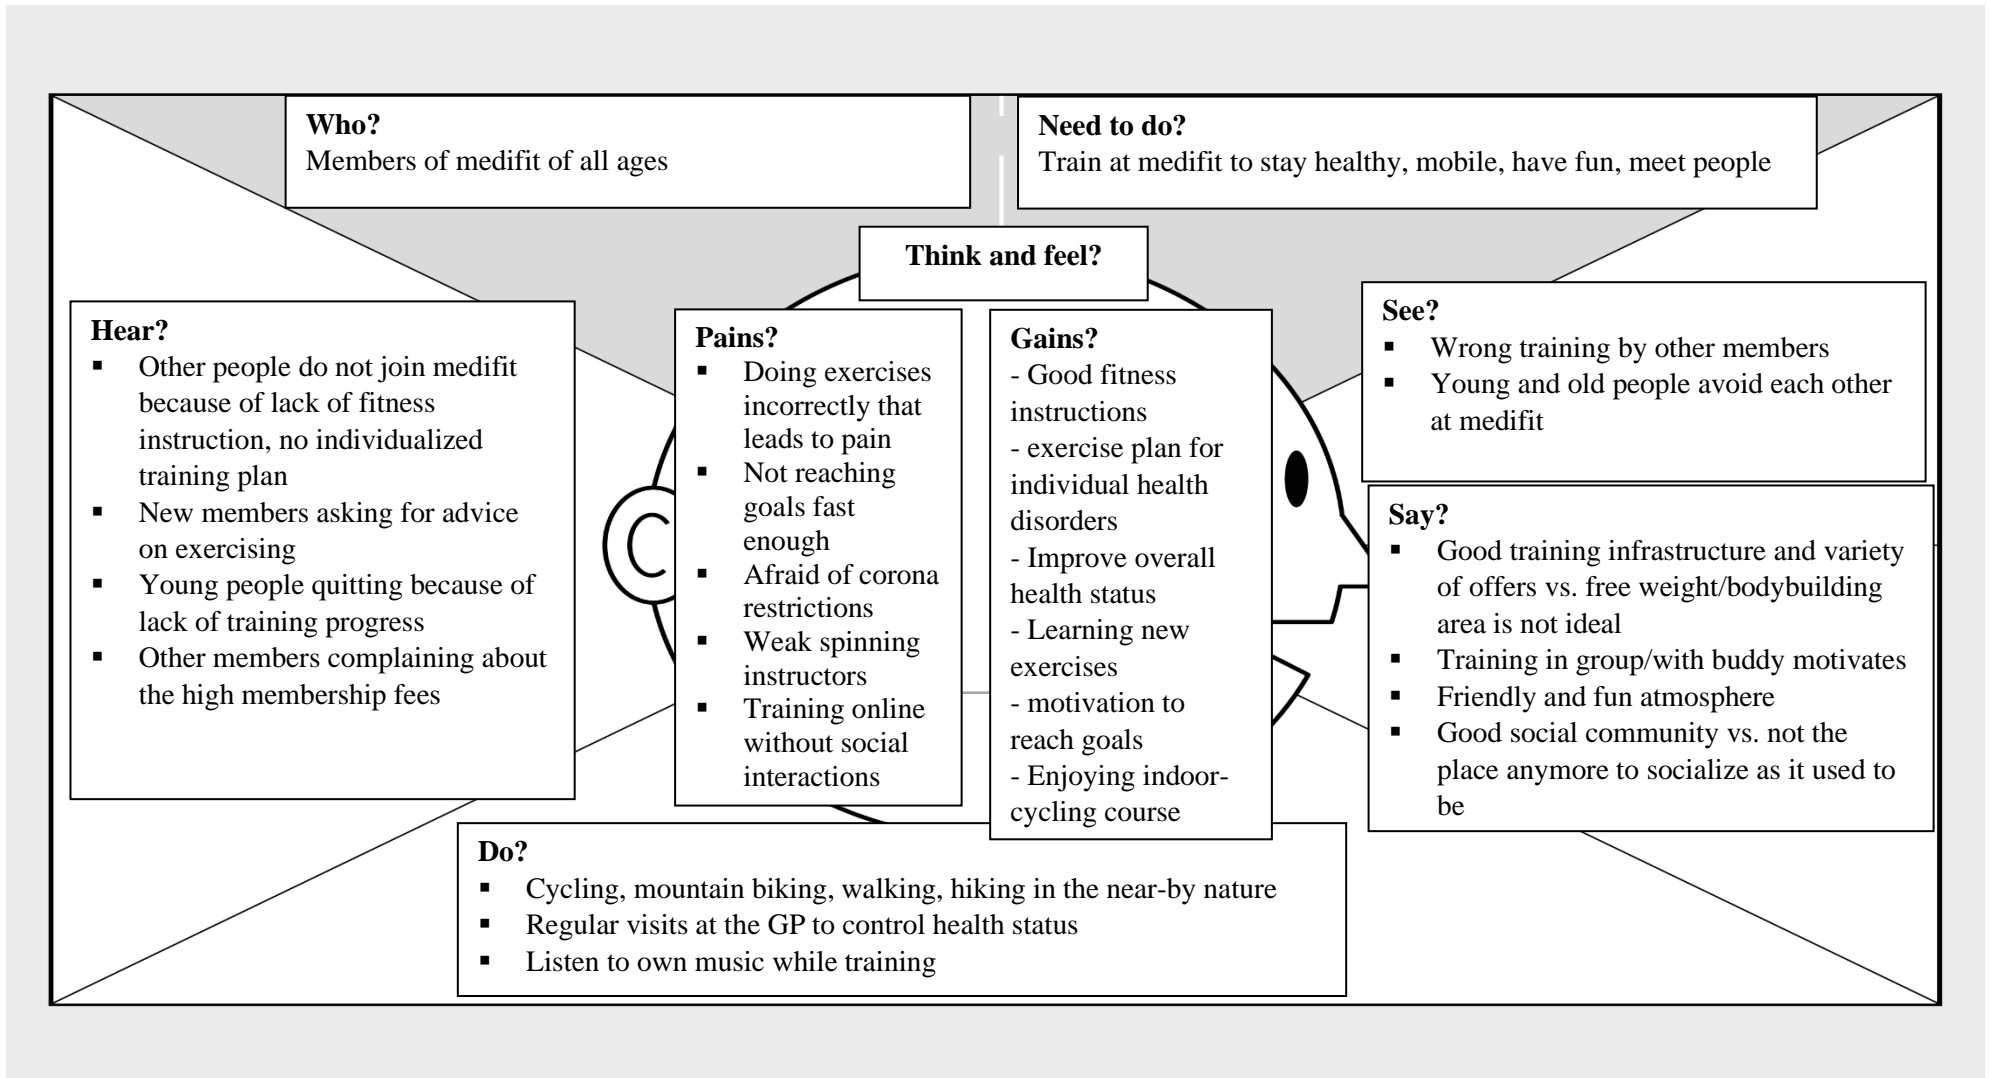 Who?
Members of medifit of all ages
Need to do?
Train at medifit to stay healthy, mobile, have fun, meet people
Think and feel?
Hear?
▪ Other people do not join medifit
because of lack of fitness
instruction, no individualized
training plan
▪ New members asking for advice
on exercising
▪ Young people quitting because of
lack of training progress
▪ Other members complaining about
the high membership fees
Pains?
▪ Doing exercises
incorrectly that
leads to pain
▪ Not reaching
goals fast
enough
▪ Afraid of corona
restrictions
▪ Weak spinning
instructors
▪ Training online
without social
interactions
Gains?
- Good fitness
instructions
- exercise plan for
individual health
disorders
- Improve overall
health status
- Learning new
exercises
- motivation to
reach goals
- Enjoying indoor-
cycling course
See?
▪ Wrong training by other members
▪ Young and old people avoid each other
at medifit
Say?
▪ Good training infrastructure and variety
of offers vs. free weight/bodybuilding
area is not ideal
▪ Training in group/with buddy motivates
▪ Friendly and fun atmosphere
▪ Good social community vs. not the
place anymore to socialize as it used to
be
Do?
▪ Cycling, mountain biking, walking, hiking in the near-by nature
▪ Regular visits at the GP to control health status
▪ Listen to own music while training